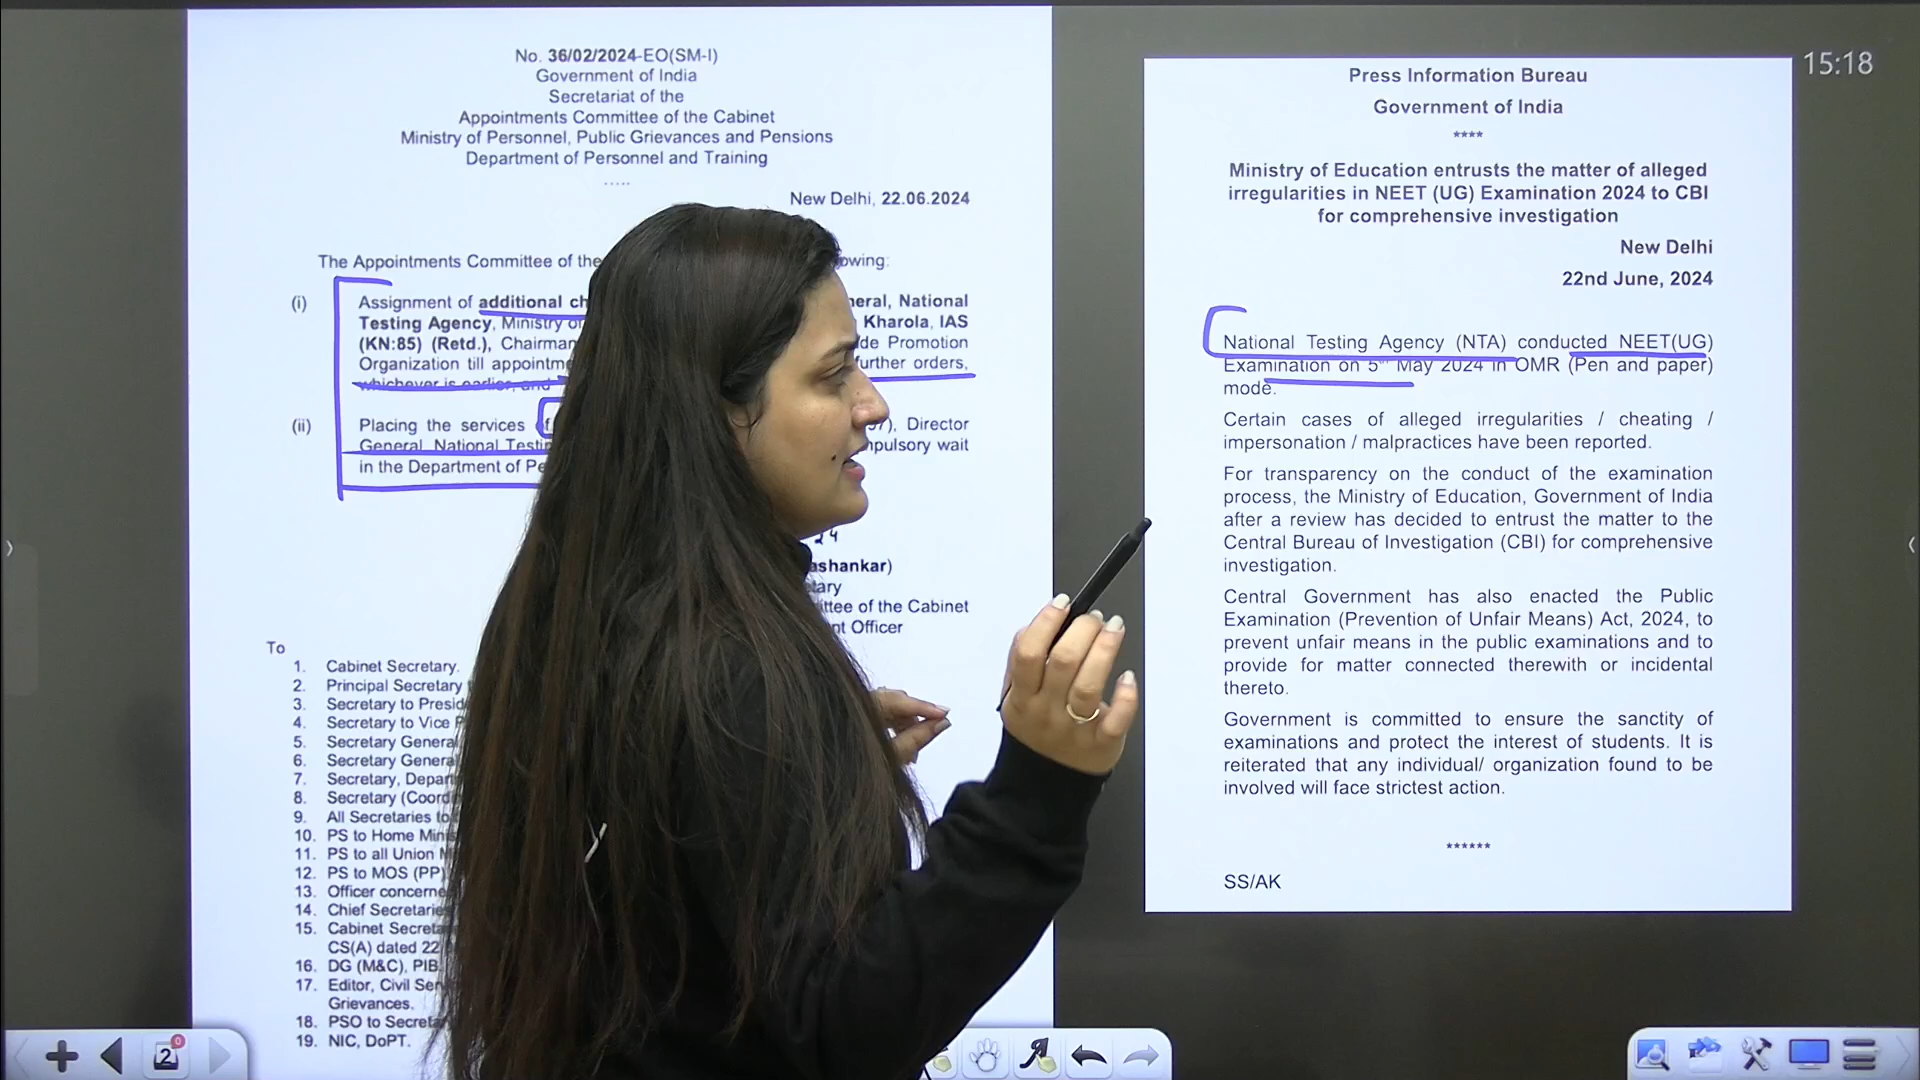 No. 36/02/2024-EO(SM-I)
Government of India
Secretariat of the
Appointments Committee of the Cabinet
Ministry of Personnel, Public Grievances and Pensions
Department of Personnel and Training
.....
New Delhi, 22.06.2024
The Appointments Committee of the owing:
(i) Assignment of additional ch eral, National
Testing Agency, Ministry of Kharola, IAS
(KN:85) (Retd.), Chairman de Promotion
Organization till appointme urther orders,
whichever is earlier, and
(ii) Placing the services of 97), Director
General, National Testin pulsory wait
in the Department of Pe
24
ashankar)
tary
ittee of the Cabinet
nt Officer
To
1. Cabinet Secretary.
2. Principal Secretary
3. Secretary to Presid
4. Secretary to Vice P
5. Secretary General
6. Secretary General
7. Secretary, Depart
8. Secretary (Coord
9. All Secretaries to
10. PS to Home Minis
11. PS to all Union M
12. PS to MOS (PP)
13. Officer concerne
14. Chief Secretarie
15. Cabinet Secreta
CS(A) dated 22
16. DG (M&C), PIB.
17. Editor, Civil Ser
Grievances.
18. PSO to Secreta
19. NIC, DoPT.
15:18
Press Information Bureau
Government of India
****
Ministry of Education entrusts the matter of alleged
irregularities in NEET (UG) Examination 2024 to CBI
for comprehensive investigation
New Delhi
22nd June, 2024
National Testing Agency (NTA) conducted NEET(UG)
Examination on 5th May 2024 in OMR (Pen and paper)
mode.
Certain cases of alleged irregularities / cheating /
impersonation / malpractices have been reported.
For transparency on the conduct of the examination
process, the Ministry of Education, Government of India
after a review has decided to entrust the matter to the
Central Bureau of Investigation (CBI) for comprehensive
investigation.
Central Government has also enacted the Public
Examination (Prevention of Unfair Means) Act, 2024, to
prevent unfair means in the public examinations and to
provide for matter connected therewith or incidental
thereto.
Government is committed to ensure the sanctity of
examinations and protect the interest of students. It is
reiterated that any individual/ organization found to be
involved will face strictest action.
******
SS/AK
2
0